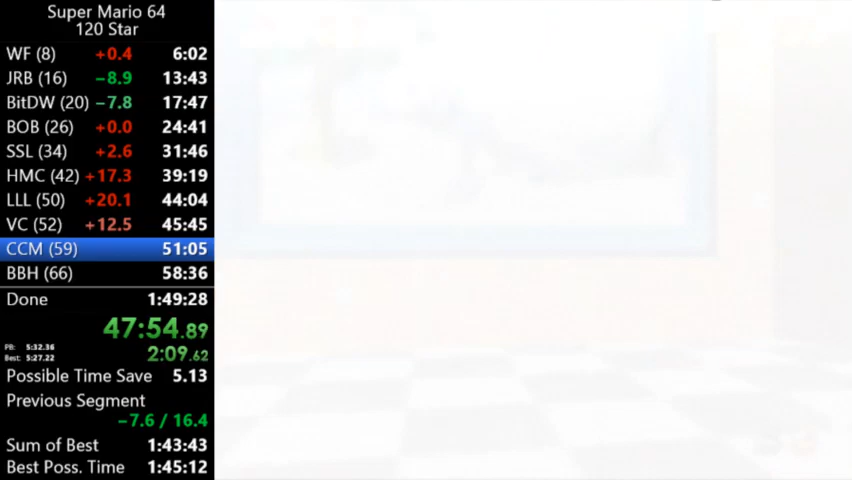 Super Mario 64
120 Star
WF (8) +0.4 6:02
JRB (16) −8.9 13:43
BitDW (20) −7.8 17:47
BOB (26) +0.0 24:41
SSL (34) +2.6 31:46
HMC (42) +17.3 39:19
LLL (50) +20.1 44:04
VC (52) +12.5 45:45
CCM (59) 51:05
BBH (66) 58:36
Done 1:49:28
47:54.89
PB: 5:32.36
Best: 5:27.22
2:09.62
Possible Time Save 5.13
Previous Segment
−7.6 / 16.4
Sum of Best 1:43:43
Best Poss. Time 1:45:12